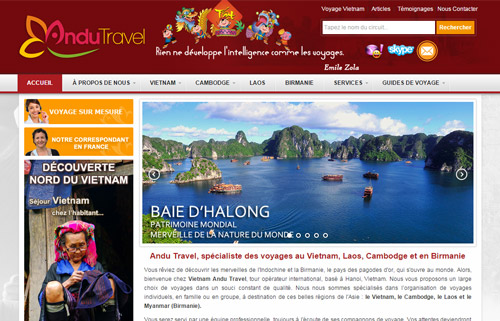 Voyage Vietnam Articles Témoignages Nous Contacter
Andu Travel
Tapez le nom du circuit. Rechercher
Rien ne développe l'intelligence comme les voyages.
Emile Zola
skype
ACCUEIL À PROPOS DE NOUS VIETNAM CAMBODGE LAOS BIRMANIE SERVICES GUIDES DE VOYAGE
VOYAGE SUR MESURE
NOTRE CORRESPONDANT
EN FRANCE
DÉCOUVERTE
NORD DU VIETNAM
Séjour Vietnam
chez l'habitant...
BAIE D'HALONG
PATRIMOINE MONDIAL
MERVEILLE DE LA NATURE DU MONDE
Andu Travel, spécialiste des voyages au Vietnam, Laos, Cambodge et en Birmanie
Vous rêviez de découvrir les merveilles de l'Indochine et la Birmanie, le pays des pagodes d'or, qui s'ouvre au monde. Alors,
bienvenue chez Vietnam Andu Travel, tour opérateur international, basé à Hanoi, Vietnam. Nous vous proposons un large
choix de voyages dans un souci constant de qualité. Nous nous sommes spécialisés dans l'organisation de voyages
individuels, en famille ou en groupe, à destination de ces belles régions de l'Asie : le Vietnam, le Cambodge, le Laos et le
Myanmar (Birmanie).
Vous serez servi par une équipe professionnelle, toujours à l'écoute de ses compagnons de voyage. Vos attentes deviendront